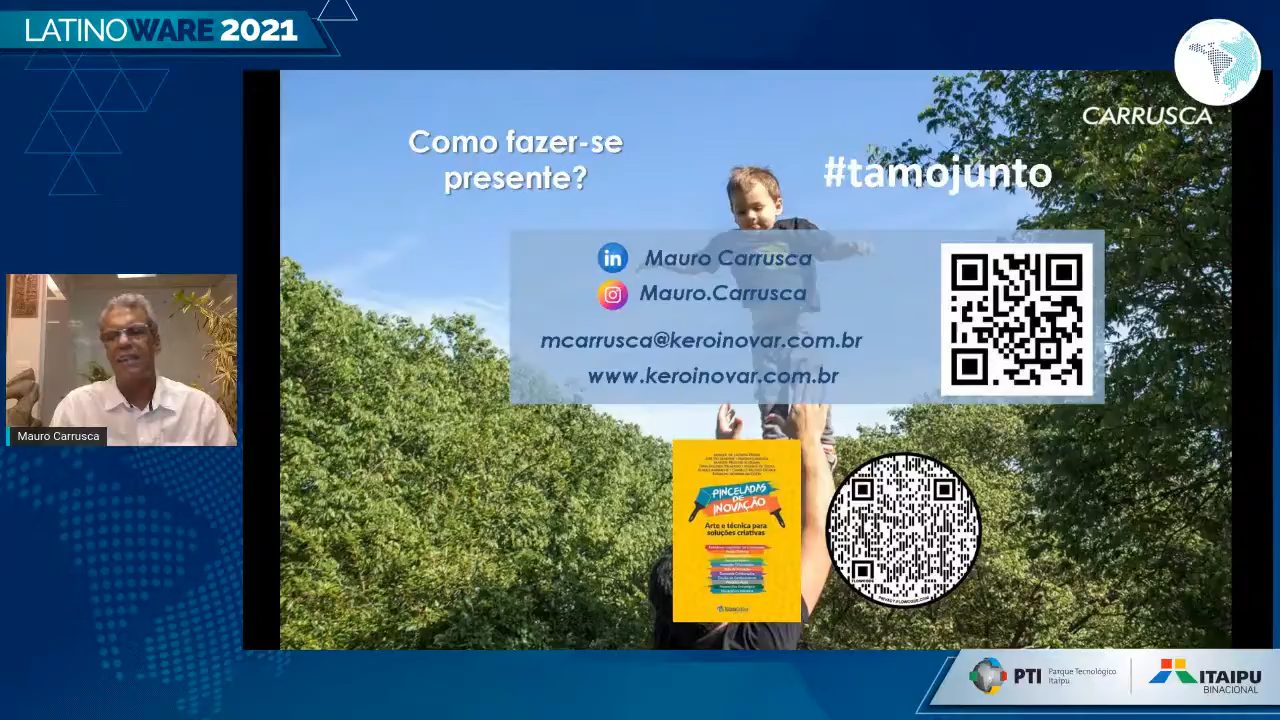 LATINOWARE 2021
CARRUSCA
Como fazer-se
presente?
#tamojunto
in Mauro Carrusca
Mauro.Carrusca
mcarrusca@keroinovar.com.br
www.keroinovar.com.br
Mauro Carrusca
PINCELADAS
DE
INOVAÇÃO
Arte e técnica para
soluções criativas
PTI Parque Tecnológico
Itaipu
ITAIPU
BINACIONAL